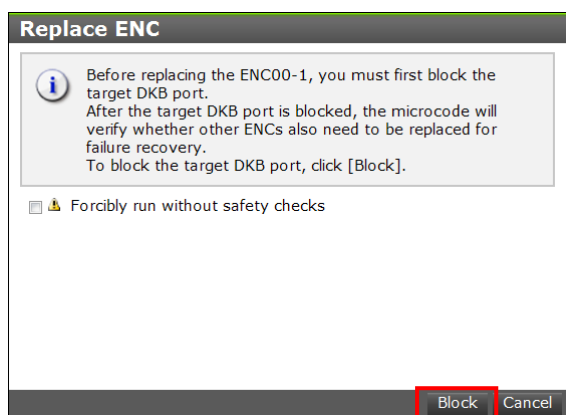 Replace ENC
Before replacing the ENC00-1, you must first block the
target DKB port.
After the target DKB port is blocked, the microcode will
verify whether other ENCs also need to be replaced for
failure recovery.
To block the target DKB port, click [Block].
Forcibly run without safety checks
Block Cancel